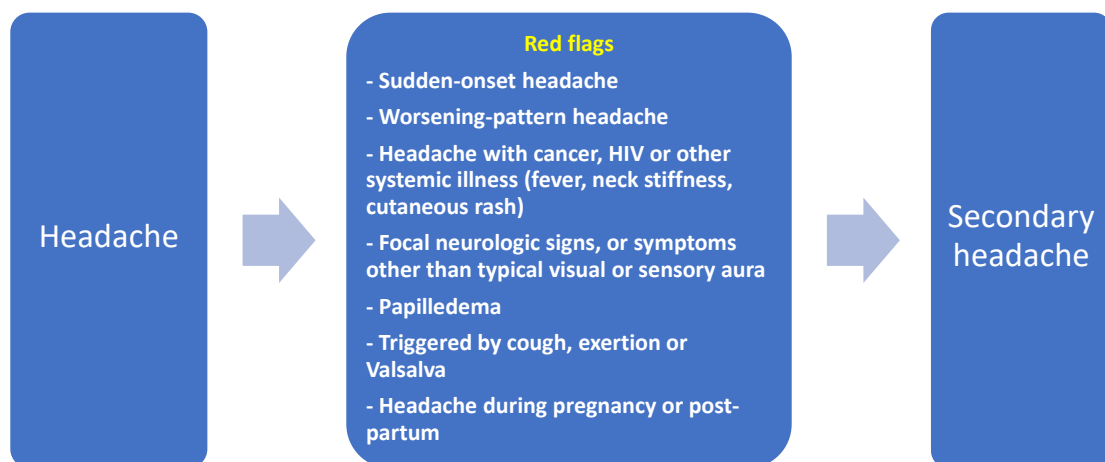 Headache
Red flags
- Sudden-onset headache
- Worsening-pattern headache
- Headache with cancer, HIV or other
systemic illness (fever, neck stiffness,
cutaneous rash)
- Focal neurologic signs, or symptoms
other than typical visual or sensory aura
- Papilledema
- Triggered by cough, exertion or
Valsalva
- Headache during pregnancy or post-
partum
Secondary
headache